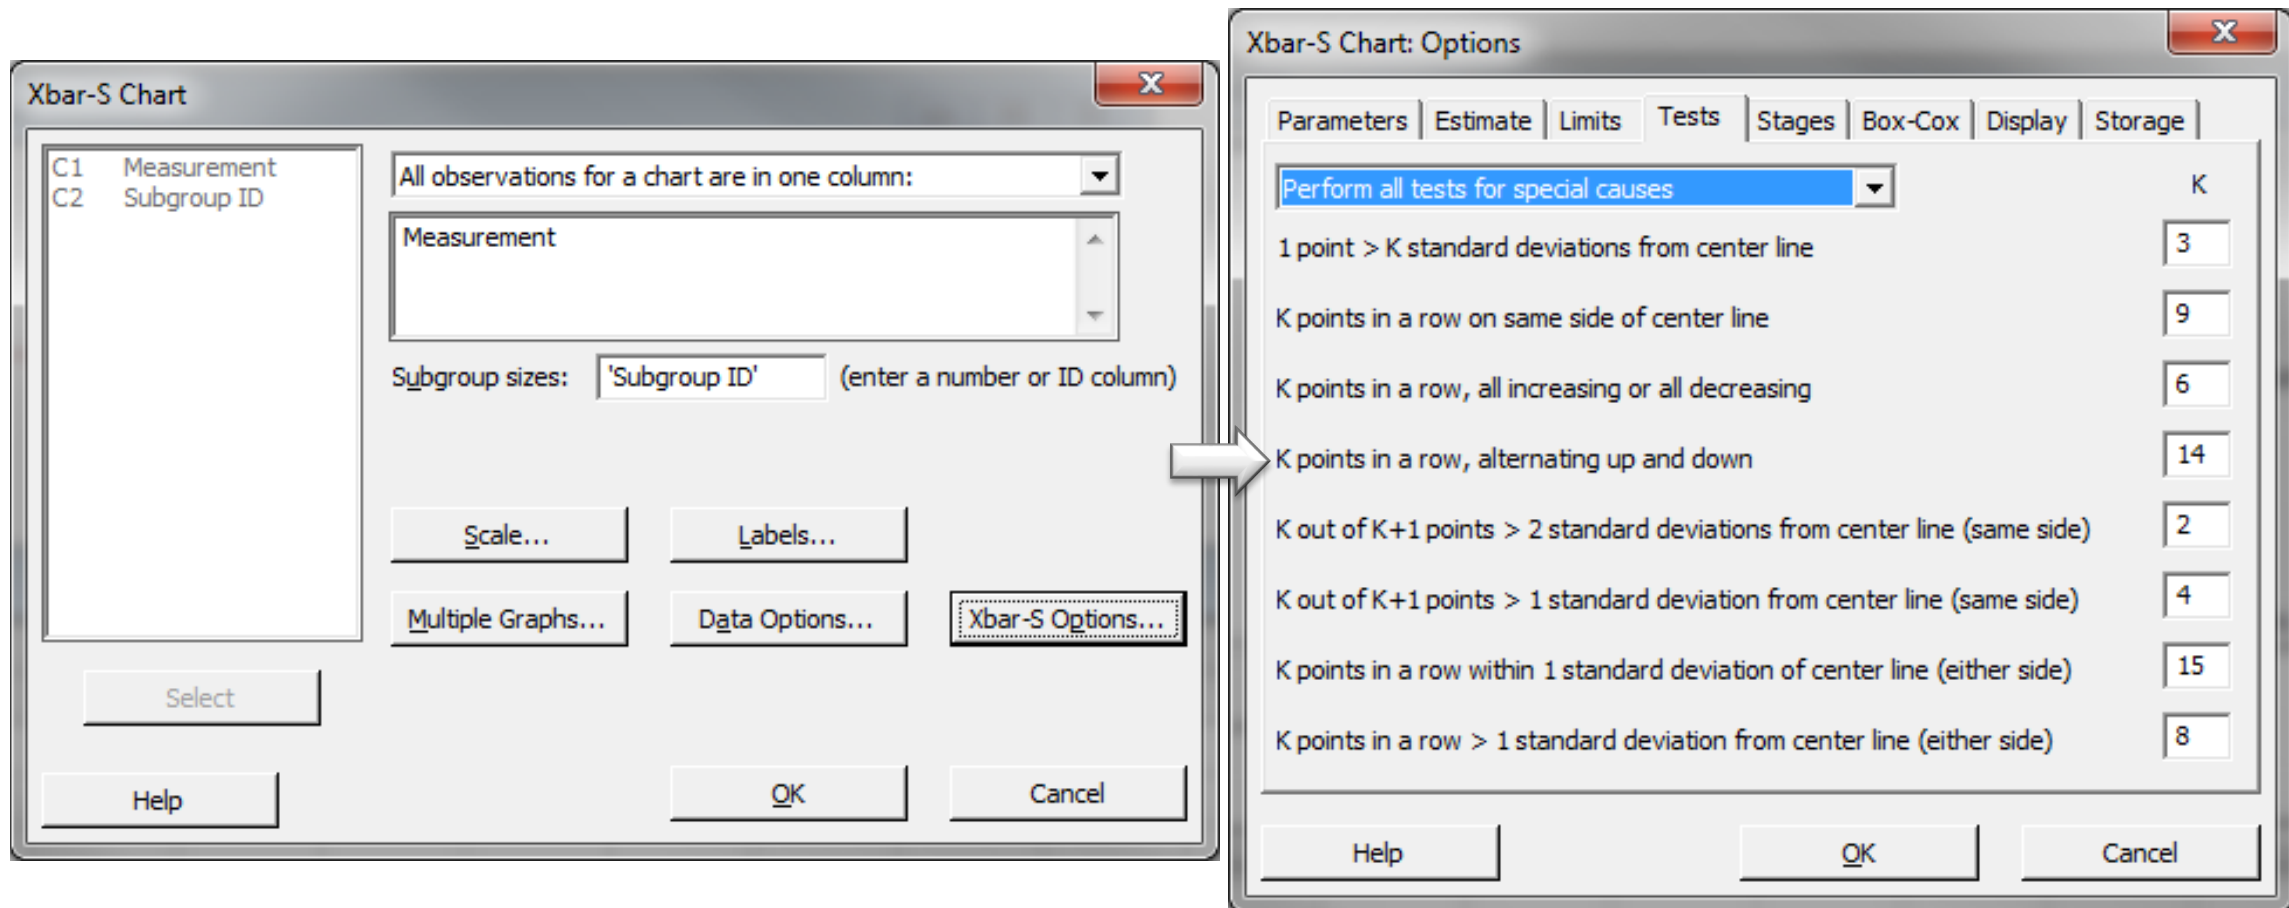 Xbar-S Chart
C1 Measurement
C2 Subgroup ID
All observations for a chart are in one column:
Measurement
Subgroup sizes: 'Subgroup ID' (enter a number or ID column)
Scale... Labels...
Multiple Graphs... Data Options... Xbar-S Options...
Select
Help OK Cancel
Xbar-S Chart: Options
Parameters Estimate Limits Tests Stages Box-Cox Display Storage
Perform all tests for special causes K
1 point > K standard deviations from center line 3
K points in a row on same side of center line 9
K points in a row, all increasing or all decreasing 6
K points in a row, alternating up and down 14
K out of K+1 points > 2 standard deviations from center line (same side) 2
K out of K+1 points > 1 standard deviation from center line (same side) 4
K points in a row within 1 standard deviation of center line (either side) 15
K points in a row > 1 standard deviation from center line (either side) 8
Help OK Cancel